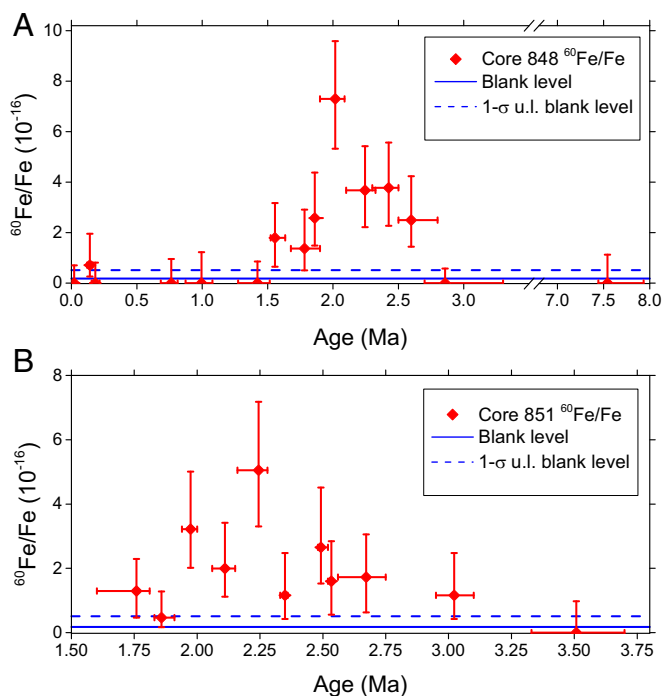 A
10
8
6
4
2
0
⁶⁰Fe/Fe (10⁻¹⁶)
Core 848 ⁶⁰Fe/Fe
Blank level
1-σ u.l. blank level
0.0 0.5 1.0 1.5 2.0 2.5 3.0 7.0 7.5 8.0
Age (Ma)
B
8
6
4
2
0
⁶⁰Fe/Fe (10⁻¹⁶)
Core 851 ⁶⁰Fe/Fe
Blank level
1-σ u.l. blank level
1.50 1.75 2.00 2.25 2.50 2.75 3.00 3.25 3.50 3.75
Age (Ma)